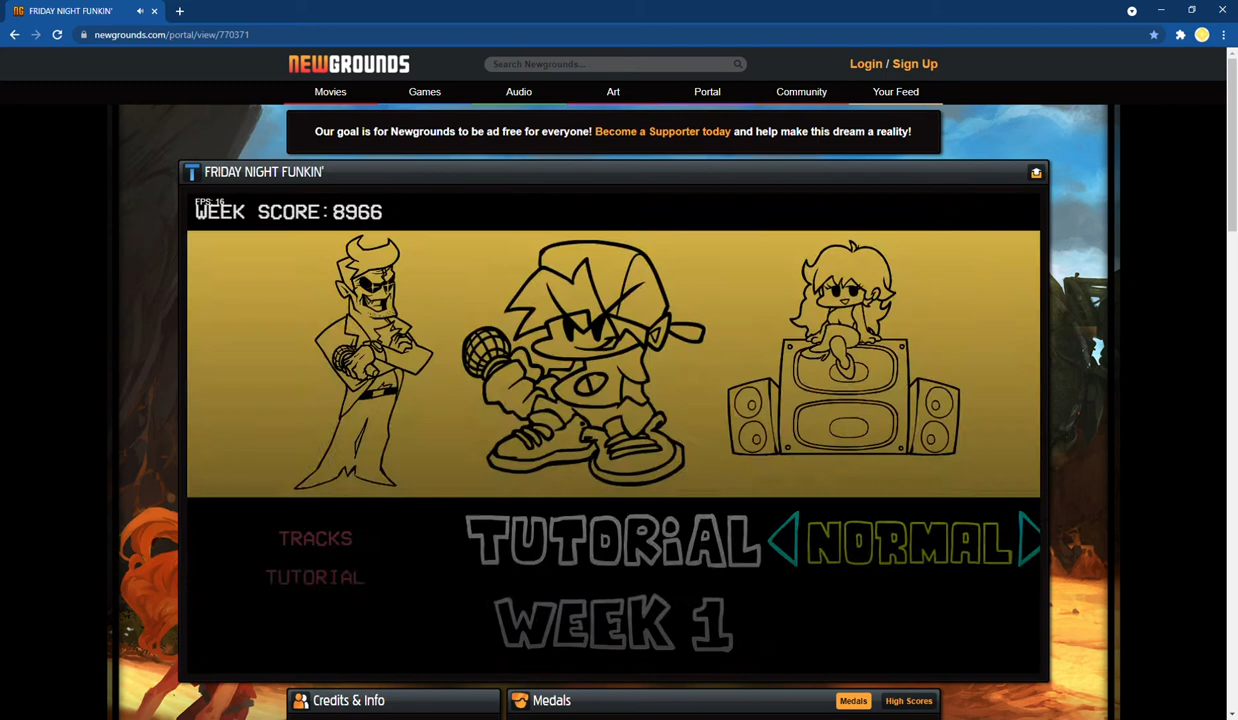 FRIDAY NIGHT FUNKIN'
newgrounds.com/portal/view/770371
NEWGROUNDS
Search Newgrounds...
Login / Sign Up
Movies Games Audio Art Portal Community Your Feed
Our goal is for Newgrounds to be ad free for everyone! Become a Supporter today and help make this dream a reality!
T FRIDAY NIGHT FUNKIN'
FPS: 16
WEEK SCORE:8966
TRACKS
TUTORIAL
TUTORiAL
NORMAL
WEEK 1
Credits & Info
Medals
Medals
High Scores